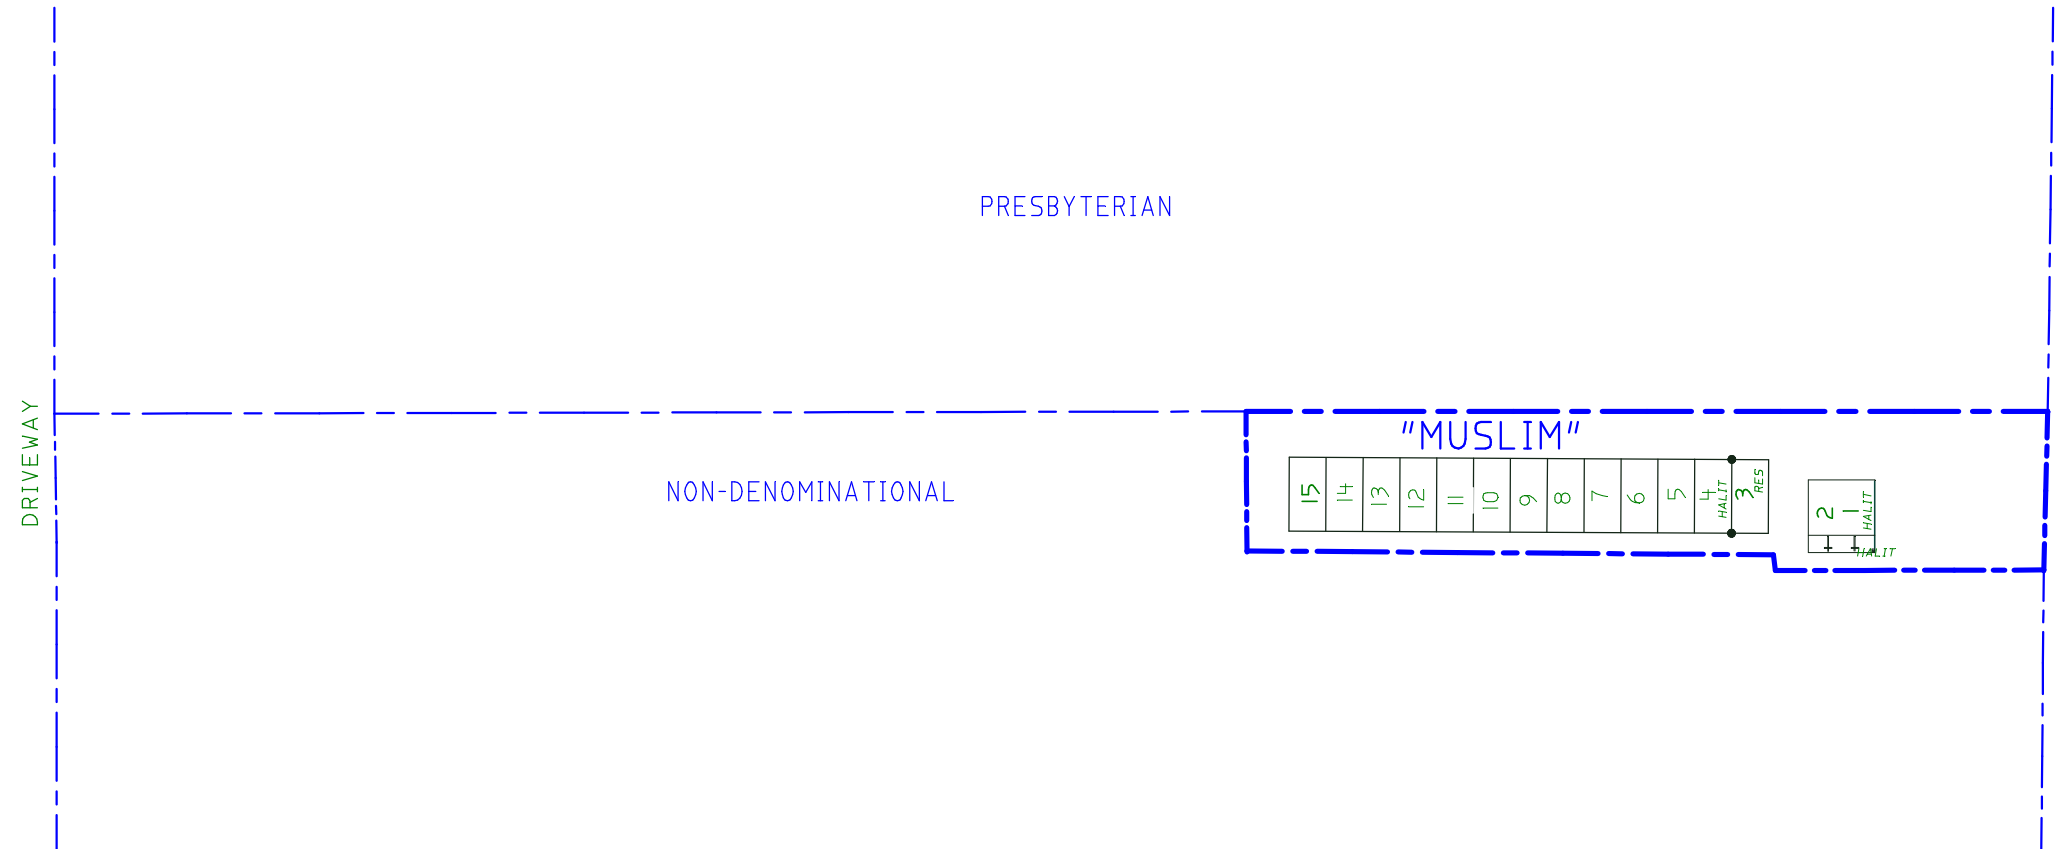 PRESBYTERIAN
DRIVEWAY
"MUSLIM"
NON-DENOMINATIONAL
15
14
13
12
11
10
9
8
7
6
5
4
HALIT
3
RES
2
1
HALIT
HALIT